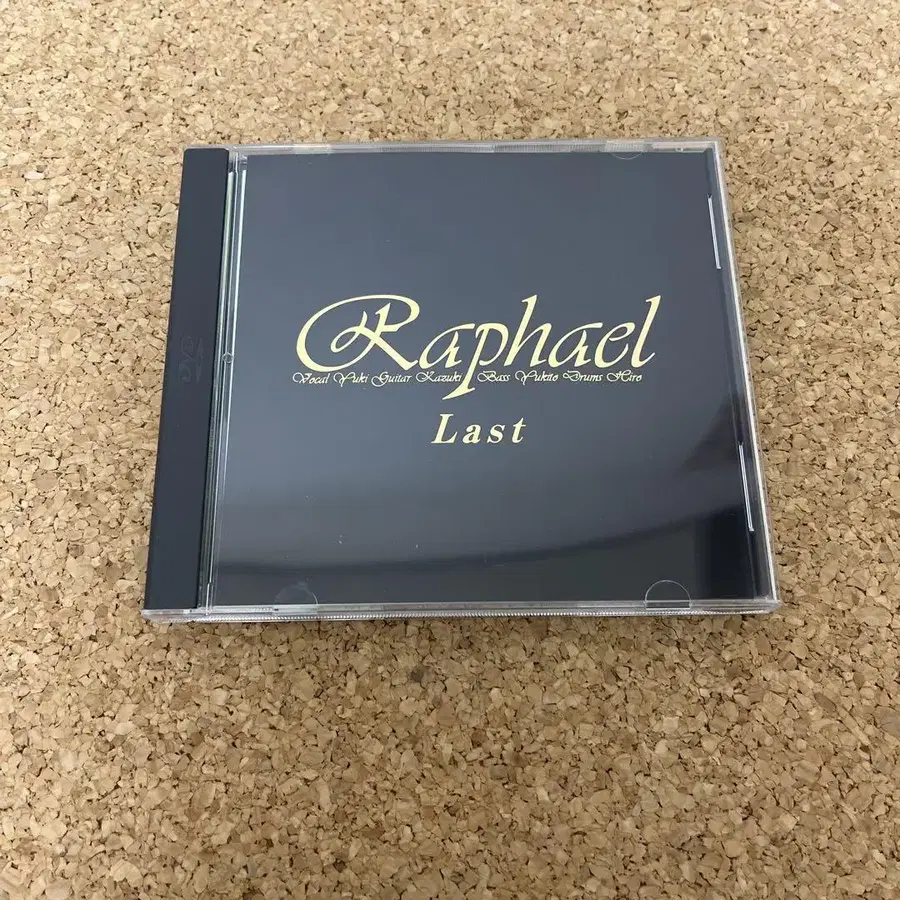 Raphael
Vocal Yuki Guitar Kazuki Bass Yukito Drums Hiro
Last